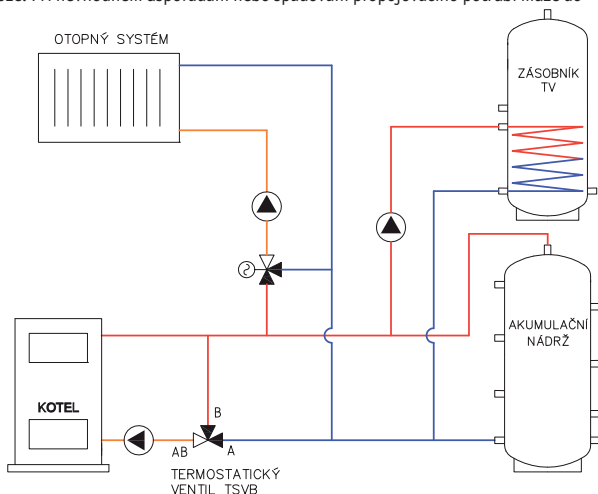 OTOPNÝ SYSTÉM
ZÁSOBNÍK
TV
AKUMULAČNÍ
NÁDRŽ
KOTEL
B
AB
A
TERMOSTATICKÝ
VENTIL TSVB